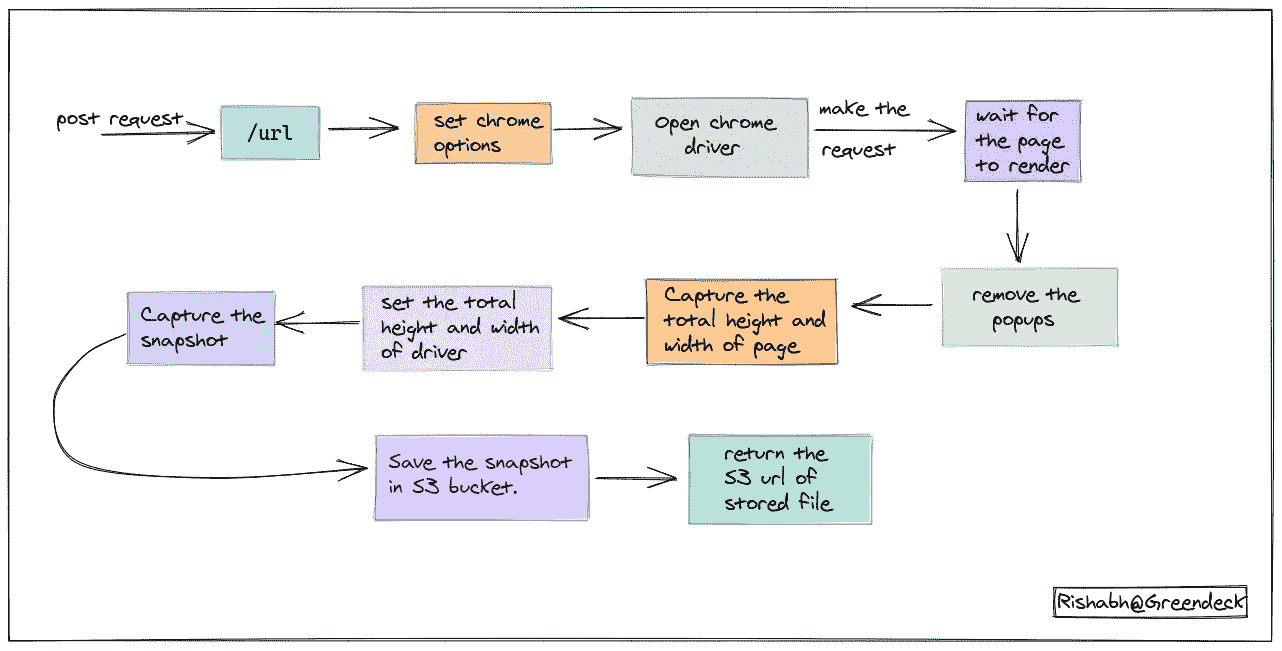 post request
/url
set chrome
options
Open chrome
driver
make the
request
wait for
the page
to render
remove the
popups
Capture the
total height and
width of page
set the total
height and width
of driver
Capture the
snapshot
Save the snapshot
in S3 bucket.
return the
S3 url of
stored file
Rishabh@Greendeck